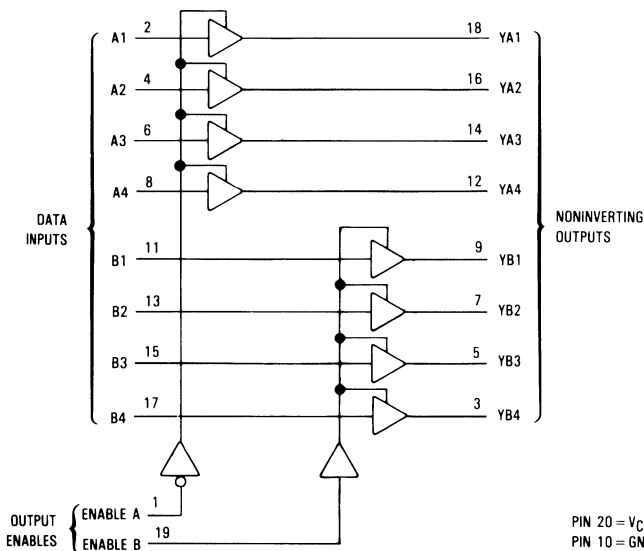 A1 2 18 YA1
A2 4 16 YA2
A3 6 14 YA3
A4 8 12 YA4
DATA
INPUTS
NONINVERTING
OUTPUTS
B1 11 9 YB1
B2 13 7 YB2
B3 15 5 YB3
B4 17 3 YB4
OUTPUT
ENABLES
ENABLE A 1
ENABLE B 19
PIN 20 = VC
PIN 10 = GN